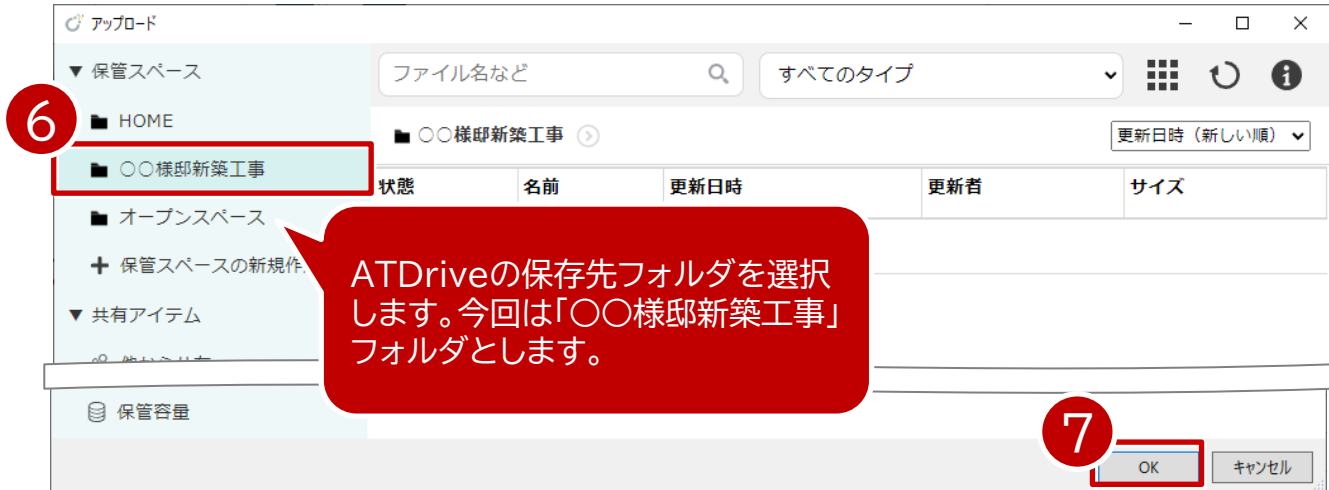 アップロード
▼ 保管スペース
ファイル名など
すべてのタイプ
6
HOME
〇〇様邸新築工事
〇〇様邸新築工事
更新日時（新しい順）
状態 名前 更新日時 更新者 サイズ
オープンスペース
保管スペースの新規作
▼ 共有アイテム
ATDriveの保存先フォルダを選択
します。今回は「〇〇様邸新築工事」
フォルダとします。
保管容量
7
OK キャンセル